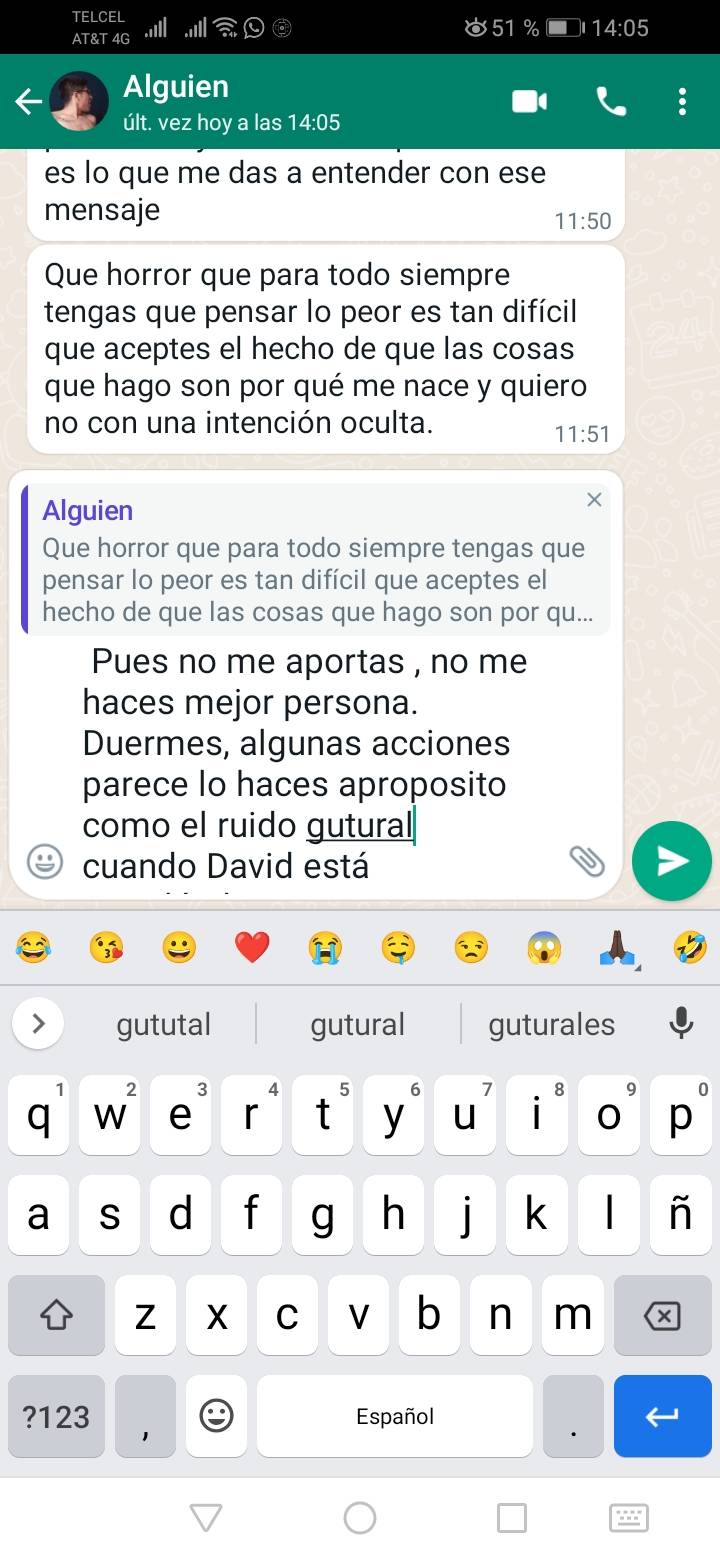 TELCEL
AT&T 4G
51 %
14:05
Alguien
últ. vez hoy a las 14:05
es lo que me das a entender con ese
mensaje
11:50
Que horror que para todo siempre
tengas que pensar lo peor es tan difícil
que aceptes el hecho de que las cosas
que hago son por qué me nace y quiero
no con una intención oculta.
11:51
Alguien
Que horror que para todo siempre tengas que
pensar lo peor es tan difícil que aceptes el
hecho de que las cosas que hago son por qu...
Pues no me aportas , no me
haces mejor persona.
Duermes, algunas acciones
parece lo haces aproposito
como el ruido gutural
cuando David está
gututal gutural guturales
1 2 3 4 5 6 7 8 9 0
q w e r t y u i o p
a s d f g h j k l ñ
z x c v b n m
?123 , Español .